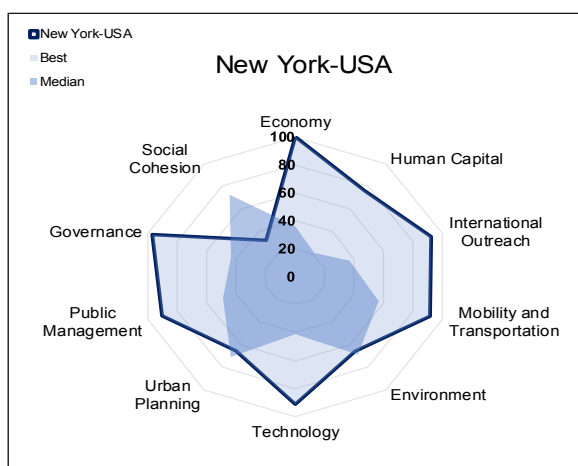 New York-USA
Best
Median
New York-USA
Economy
100
80
60
40
20
0
Human Capital
International
Outreach
Mobility and
Transportation
Environment
Technology
Urban
Planning
Public
Management
Governance
Social
Cohesion